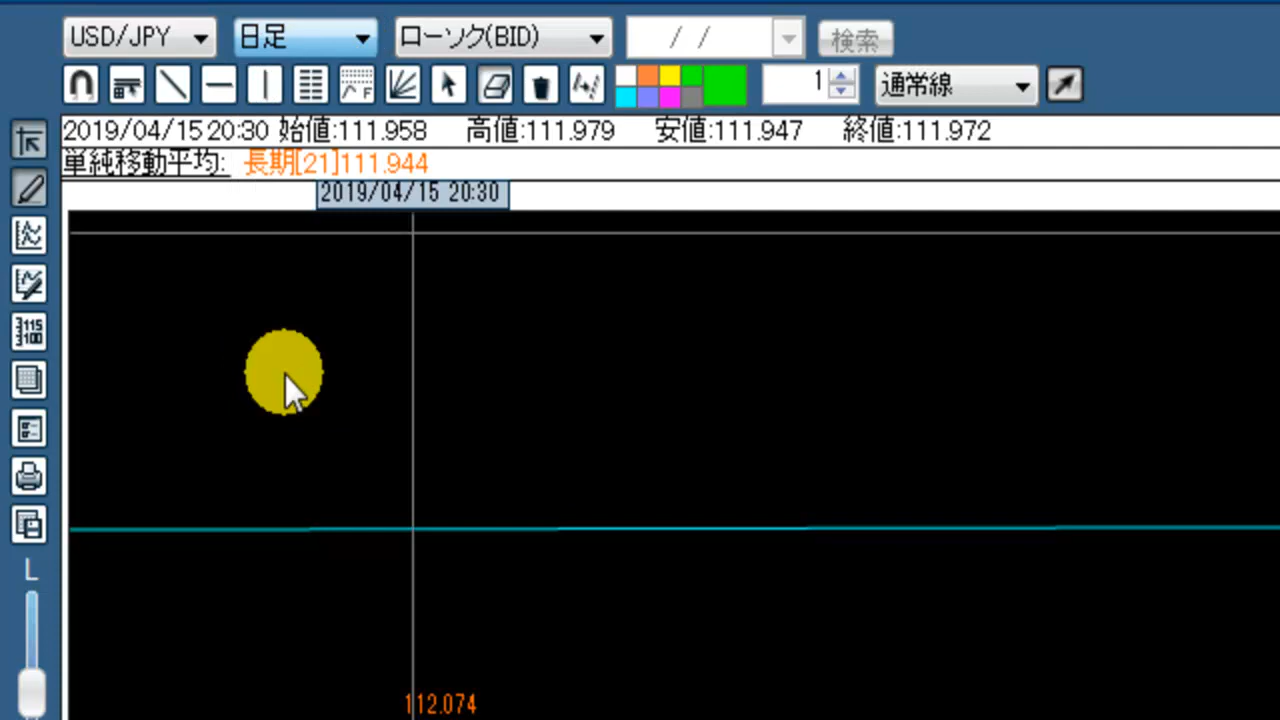 USD/JPY 日足 ローソク(BID) / / 検索
F 1 通常線
2019/04/15 20:30 始値:111.958 高値:111.979 安値:111.947 終値:111.972
単純移動平均: 長期[21]111.944
2019/04/15 20:30
115
100
L
112.074